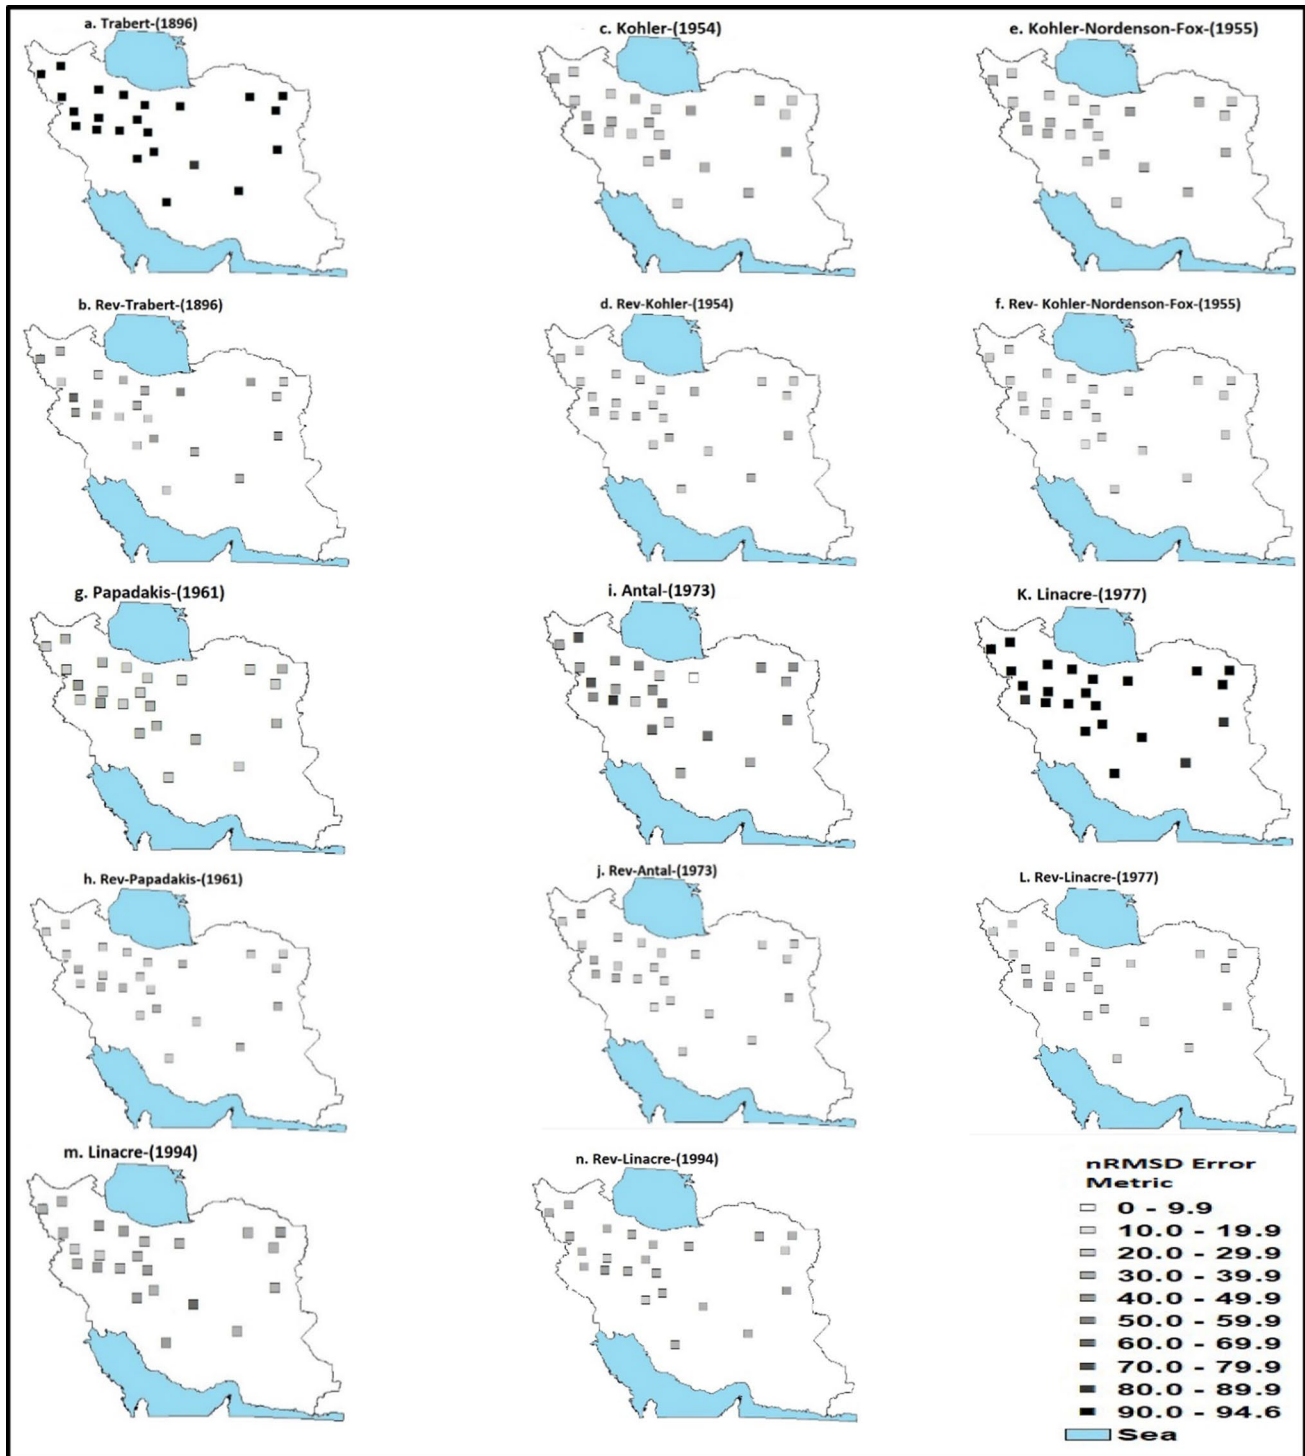 a. Trabert-(1896)
c. Kohler-(1954)
e. Kohler-Nordenson-Fox-(1955)
b. Rev-Trabert-(1896)
d. Rev-Kohler-(1954)
f. Rev- Kohler-Nordenson-Fox-(1955)
g. Papadakis-(1961)
i. Antal-(1973)
K. Linacre-(1977)
h. Rev-Papadakis-(1961)
j. Rev-Antal-(1973)
L. Rev-Linacre-(1977)
m. Linacre-(1994)
n. Rev-Linacre-(1994)
nRMSD Error
Metric
0 - 9.9
10.0 - 19.9
20.0 - 29.9
30.0 - 39.9
40.0 - 49.9
50.0 - 59.9
60.0 - 69.9
70.0 - 79.9
80.0 - 89.9
90.0 - 94.6
Sea